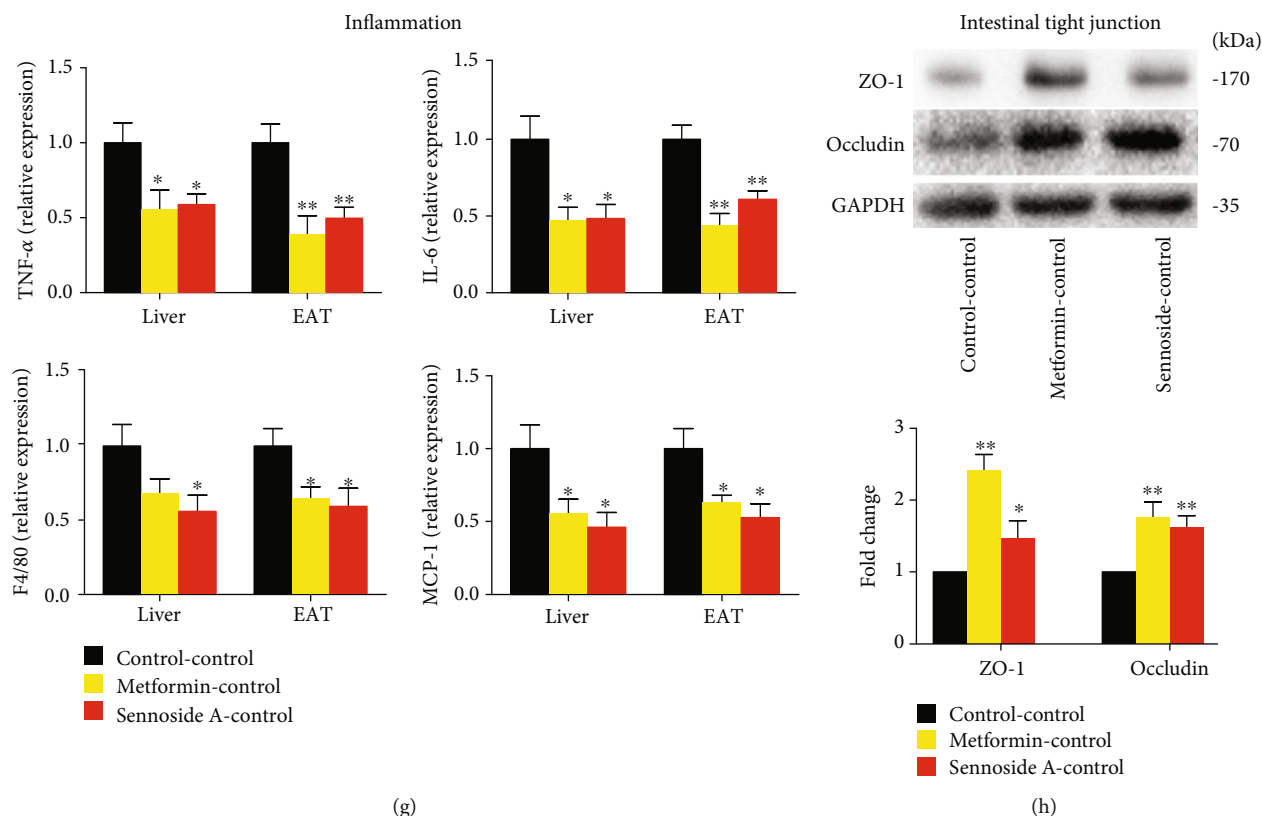 Inflammation
TNF-α (relative expression)
1.5
1.0
0.5
0.0
*
*
**
**
Liver
EAT
IL-6 (relative expression)
1.5
1.0
0.5
0.0
*
*
**
**
Liver
EAT
F4/80 (relative expression)
1.5
1.0
0.5
0.0
*
*
*
Liver
EAT
MCP-1 (relative expression)
1.5
1.0
0.5
0.0
*
*
*
*
Liver
EAT
Control-control
Metformin-control
Sennoside A-control
(g)
Intestinal tight junction
(kDa)
ZO-1
-170
Occludin
-70
GAPDH
-35
Control-control
Metformin-control
Sennoside-control
Fold change
3
2
1
0
**
*
**
**
ZO-1
Occludin
Control-control
Metformin-control
Sennoside A-control
(h)